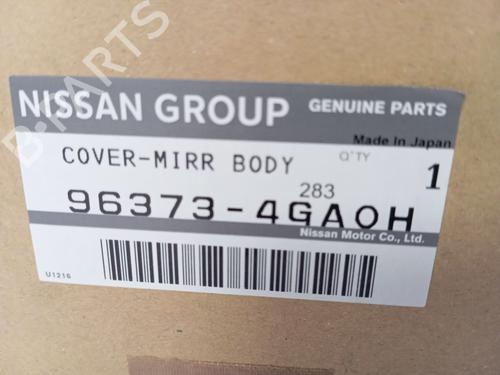 NISSAN GROUP GENUINE PARTS
Made In Japan
COVER-MIRR BODY Q'TY 1
283
96373-4GA0H
Nissan Motor Co., Ltd.
U1216
B-PARTS